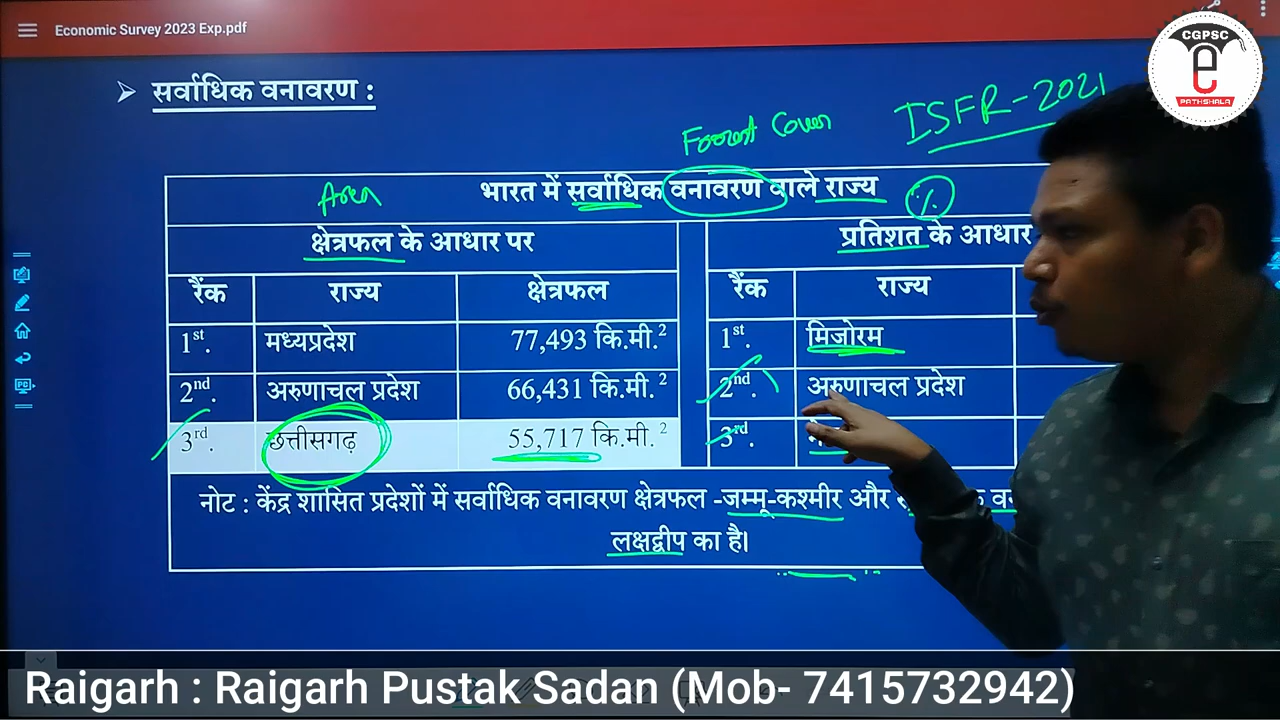 Economic Survey 2023 Exp.pdf
CGPSC
e
PATHSHALA
➤ सर्वाधिक वनावरण :
Forest Cover
ISFR-2021
Area
भारत में सर्वाधिक वनावरण वाले राज्य
%
क्षेत्रफल के आधार पर
प्रतिशत के आधार
रैंक राज्य क्षेत्रफल
रैंक राज्य
1st. मध्यप्रदेश 77,493 कि.मी.2
1st. मिजोरम
2nd. अरुणाचल प्रदेश 66,431 कि.मी.2
2nd. अरुणाचल प्रदेश
3rd. छत्तीसगढ़ 55,717 कि.मी.2
3rd.
नोट : केंद्र शासित प्रदेशों में सर्वाधिक वनावरण क्षेत्रफल -जम्मू-कश्मीर और
लक्षद्वीप का है।
Raigarh : Raigarh Pustak Sadan (Mob- 7415732942)